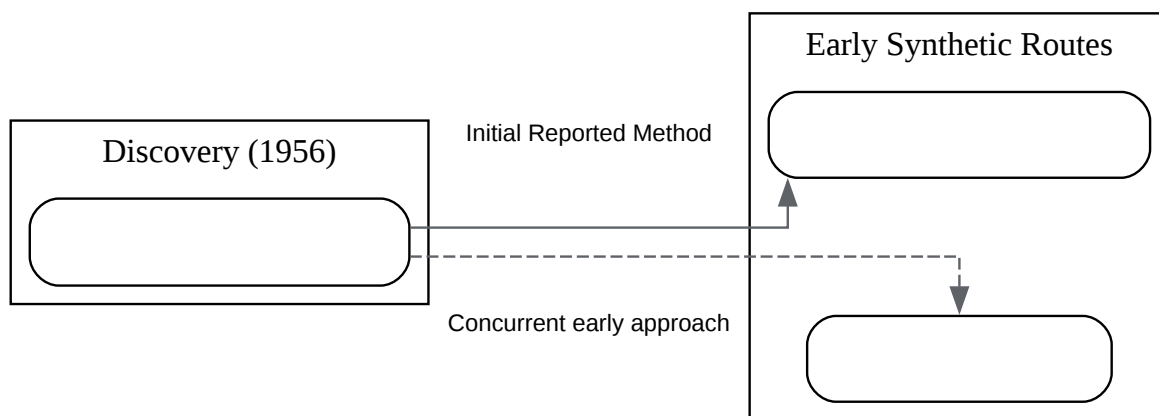 Early Synthetic Routes
Initial Reported Method
Discovery (1956)
Concurrent early approach